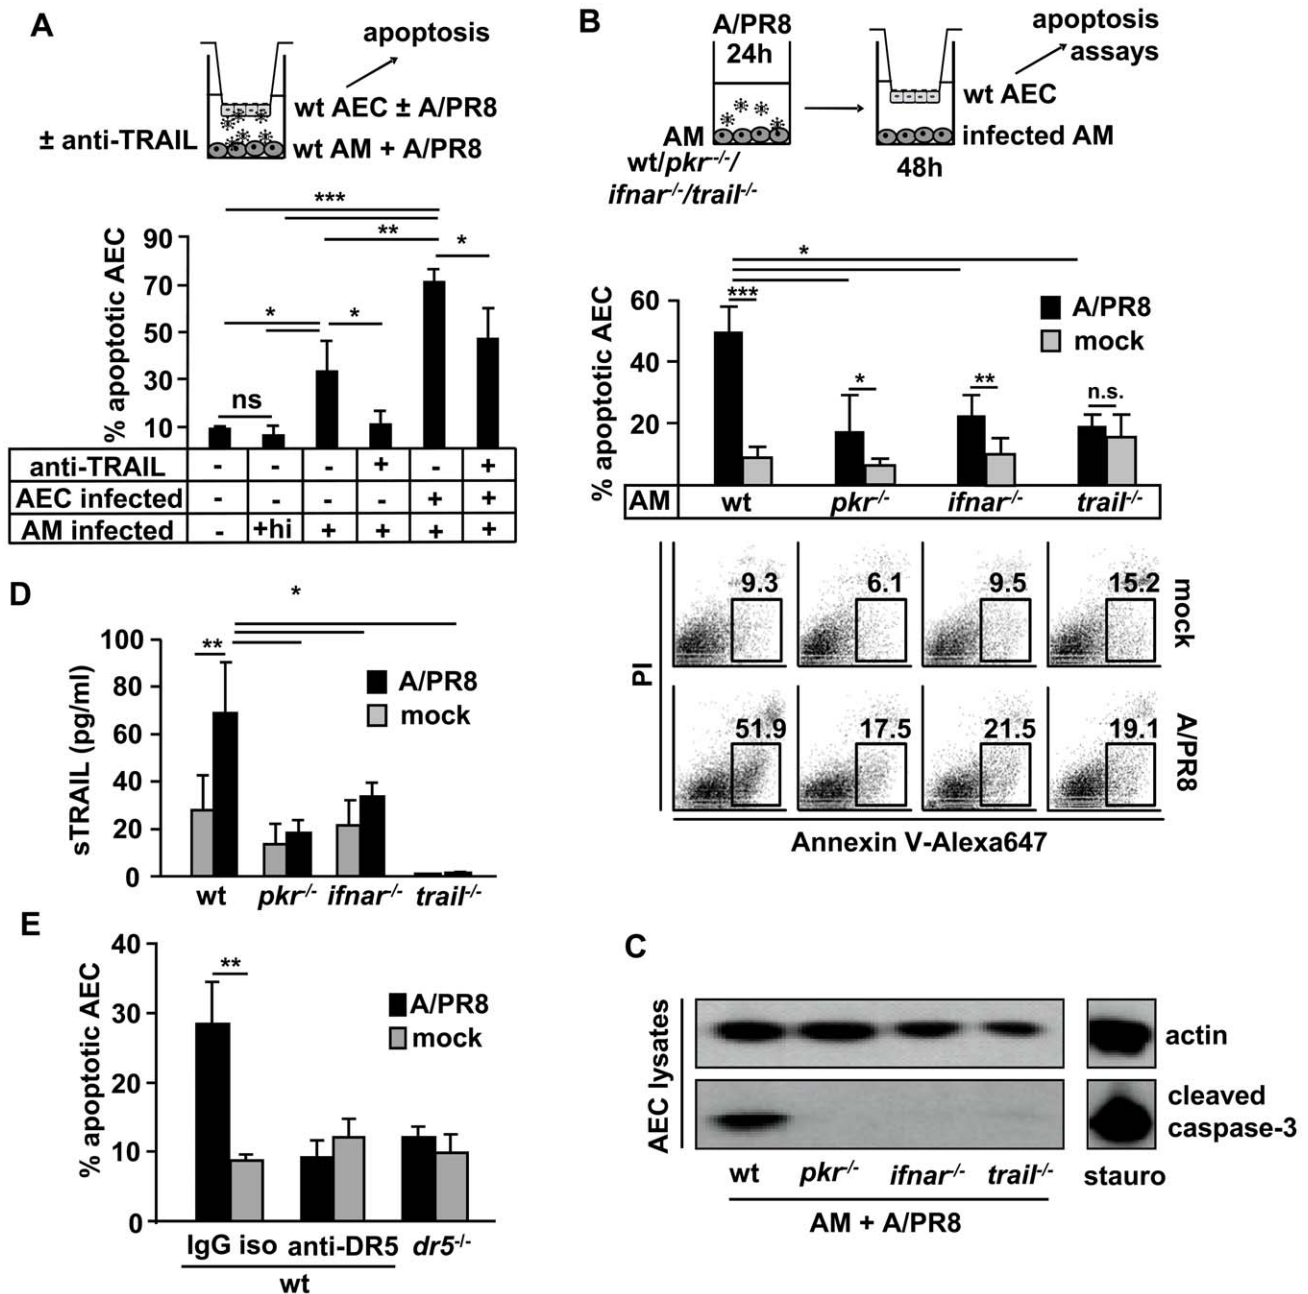 A
apoptosis
wt AEC ± A/PR8
± anti-TRAIL
wt AM + A/PR8
***
**
*
*
*
ns
% apoptotic AEC
90
70
50
30
10
anti-TRAIL - - - + - +
AEC infected - - - - + +
AM infected - +hi + + + +
B
A/PR8
24h
apoptosis
assays
wt AEC
AM
infected AM
wt/pkr-/-/
ifnar-/-/trail-/-
48h
*
***
*
**
n.s.
A/PR8
mock
% apoptotic AEC
60
40
20
AM wt pkr-/- ifnar-/- trail-/-
9.3 6.1 9.5 15.2
mock
51.9 17.5 21.5 19.1
A/PR8
PI
Annexin V-Alexa647
D
*
**
A/PR8
mock
sTRAIL (pg/ml)
100
80
60
40
20
0
wt pkr-/- ifnar-/- trail-/-
E
**
A/PR8
mock
% apoptotic AEC
40
30
20
10
0
IgG iso anti-DR5 dr5-/-
wt
C
AEC lysates
actin
cleaved
caspase-3
wt pkr-/- ifnar-/- trail-/- stauro
AM + A/PR8